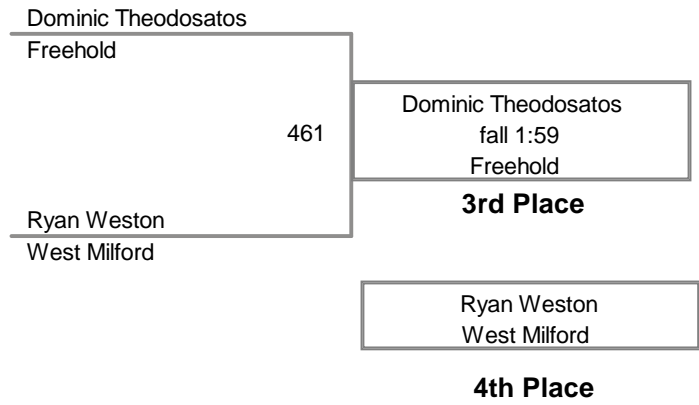 Dominic Theodosatos
Freehold
461
Dominic Theodosatos
fall 1:59
Freehold
3rd Place
Ryan Weston
West Milford
Ryan Weston
West Milford
4th Place